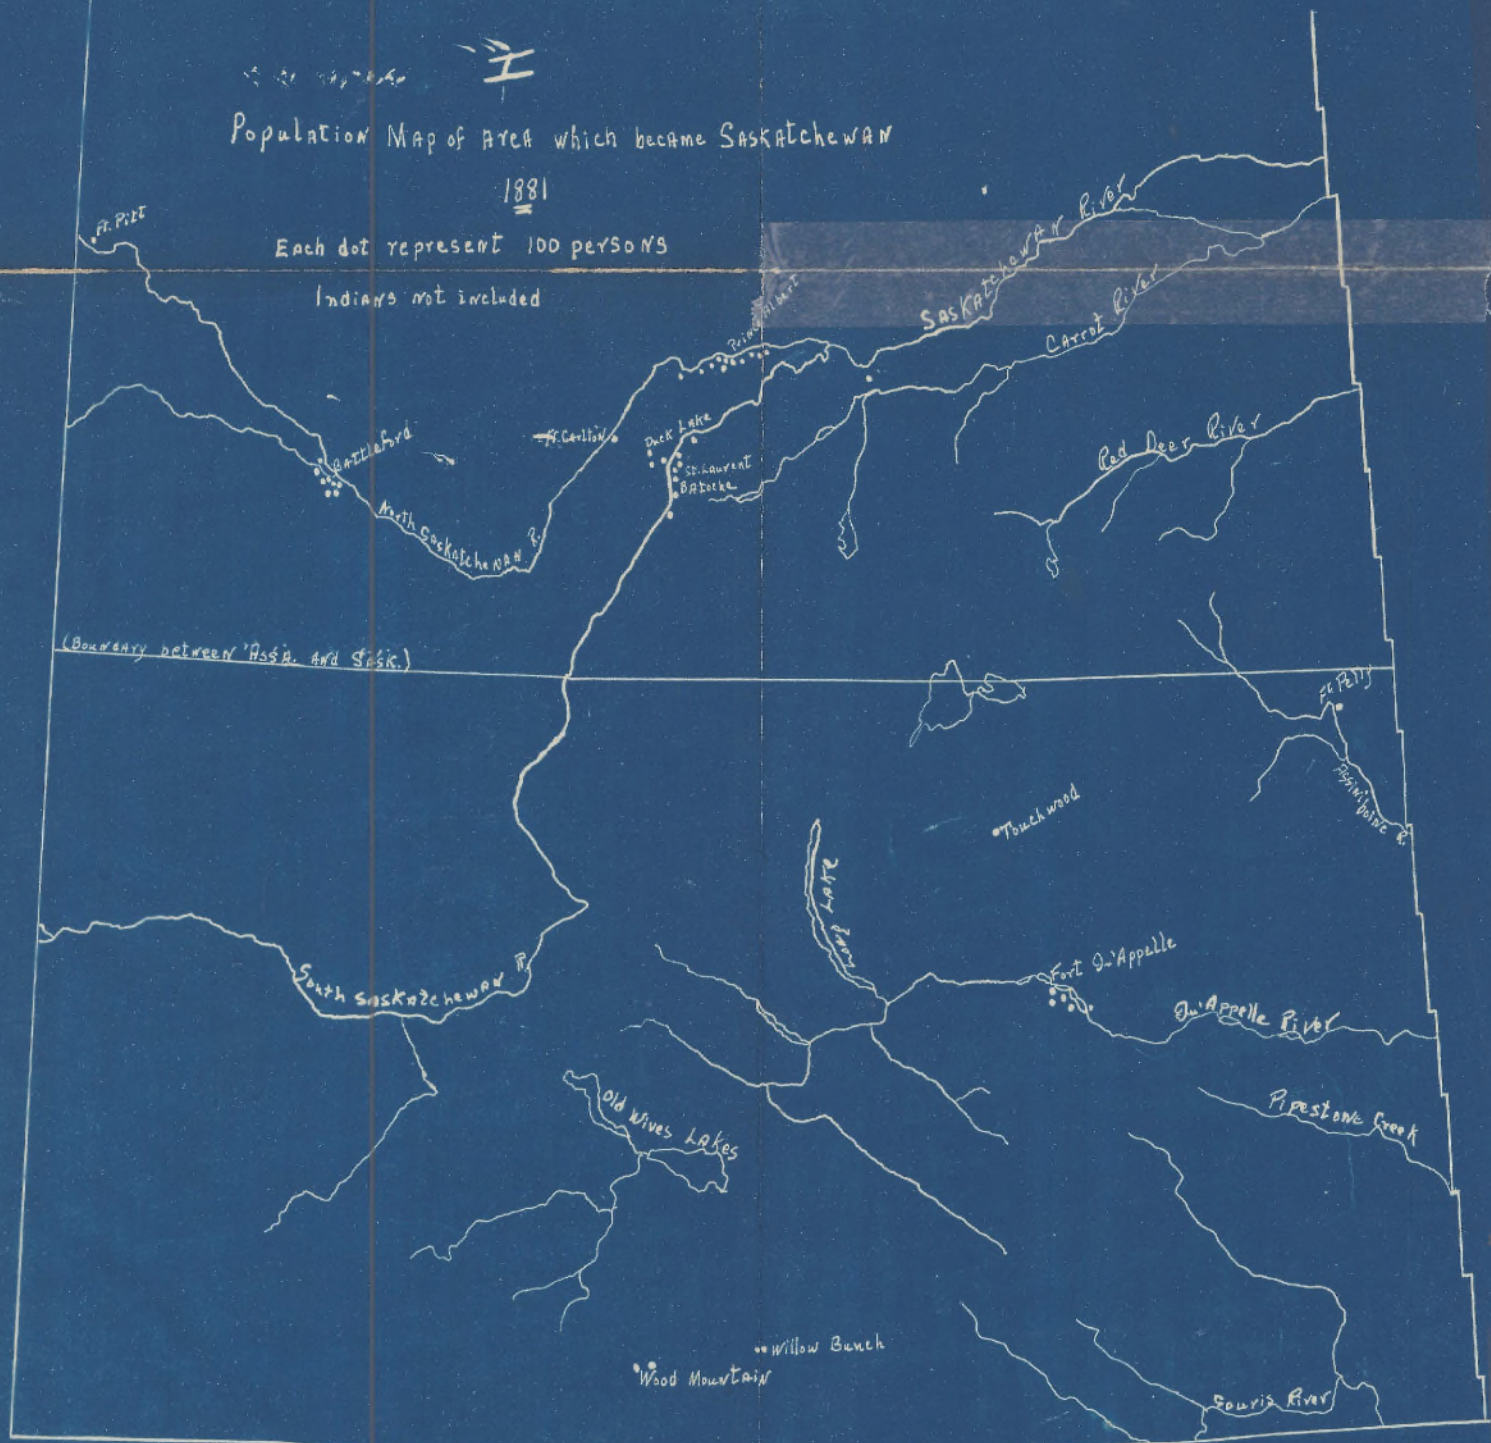 I
Population Map of area which became Saskatchewan
1881
Each dot represent 100 persons
Indians not included
Ft. Pitt
Saskatchewan River
Prince Albert
Carrot River
Duck Lake
Ft. Carlton
Battleford
Red Deer River
St. Laurent
Batoche
North Saskatchewan R.
(Boundary between Assa. and Sask.)
Ft. Pelly
Assiniboine R.
Touchwood
Long Lake
Fort Qu'Appelle
South Saskatchewan R.
Qu'Appelle River
Old Wives Lakes
Pipestone Creek
Willow Bunch
Wood Mountain
Souris River